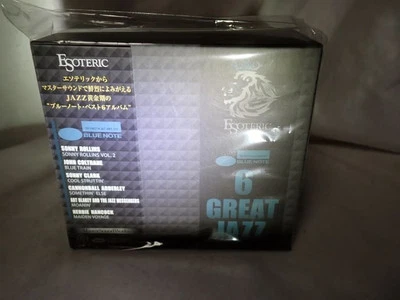 ESOTERIC
エソテリックから
マスターサウンドで鮮烈によみがえる
JAZZ黄金期の
"ブルーノート・ベスト6アルバム"
BLUE NOTE
SONNY ROLLINS
SONNY ROLLINS VOL. 2
JOHN COLTRANE
BLUE TRAIN
SONNY CLARK
COOL STRUTTIN'
CANNONBALL ADDERLEY
SOMETHIN' ELSE
ART BLAKEY AND THE JAZZ MESSENGERS
MOANIN'
HERBIE HANCOCK
MAIDEN VOYAGE
ESOTERIC
BLUE NOTE
6
GREAT
JAZZ